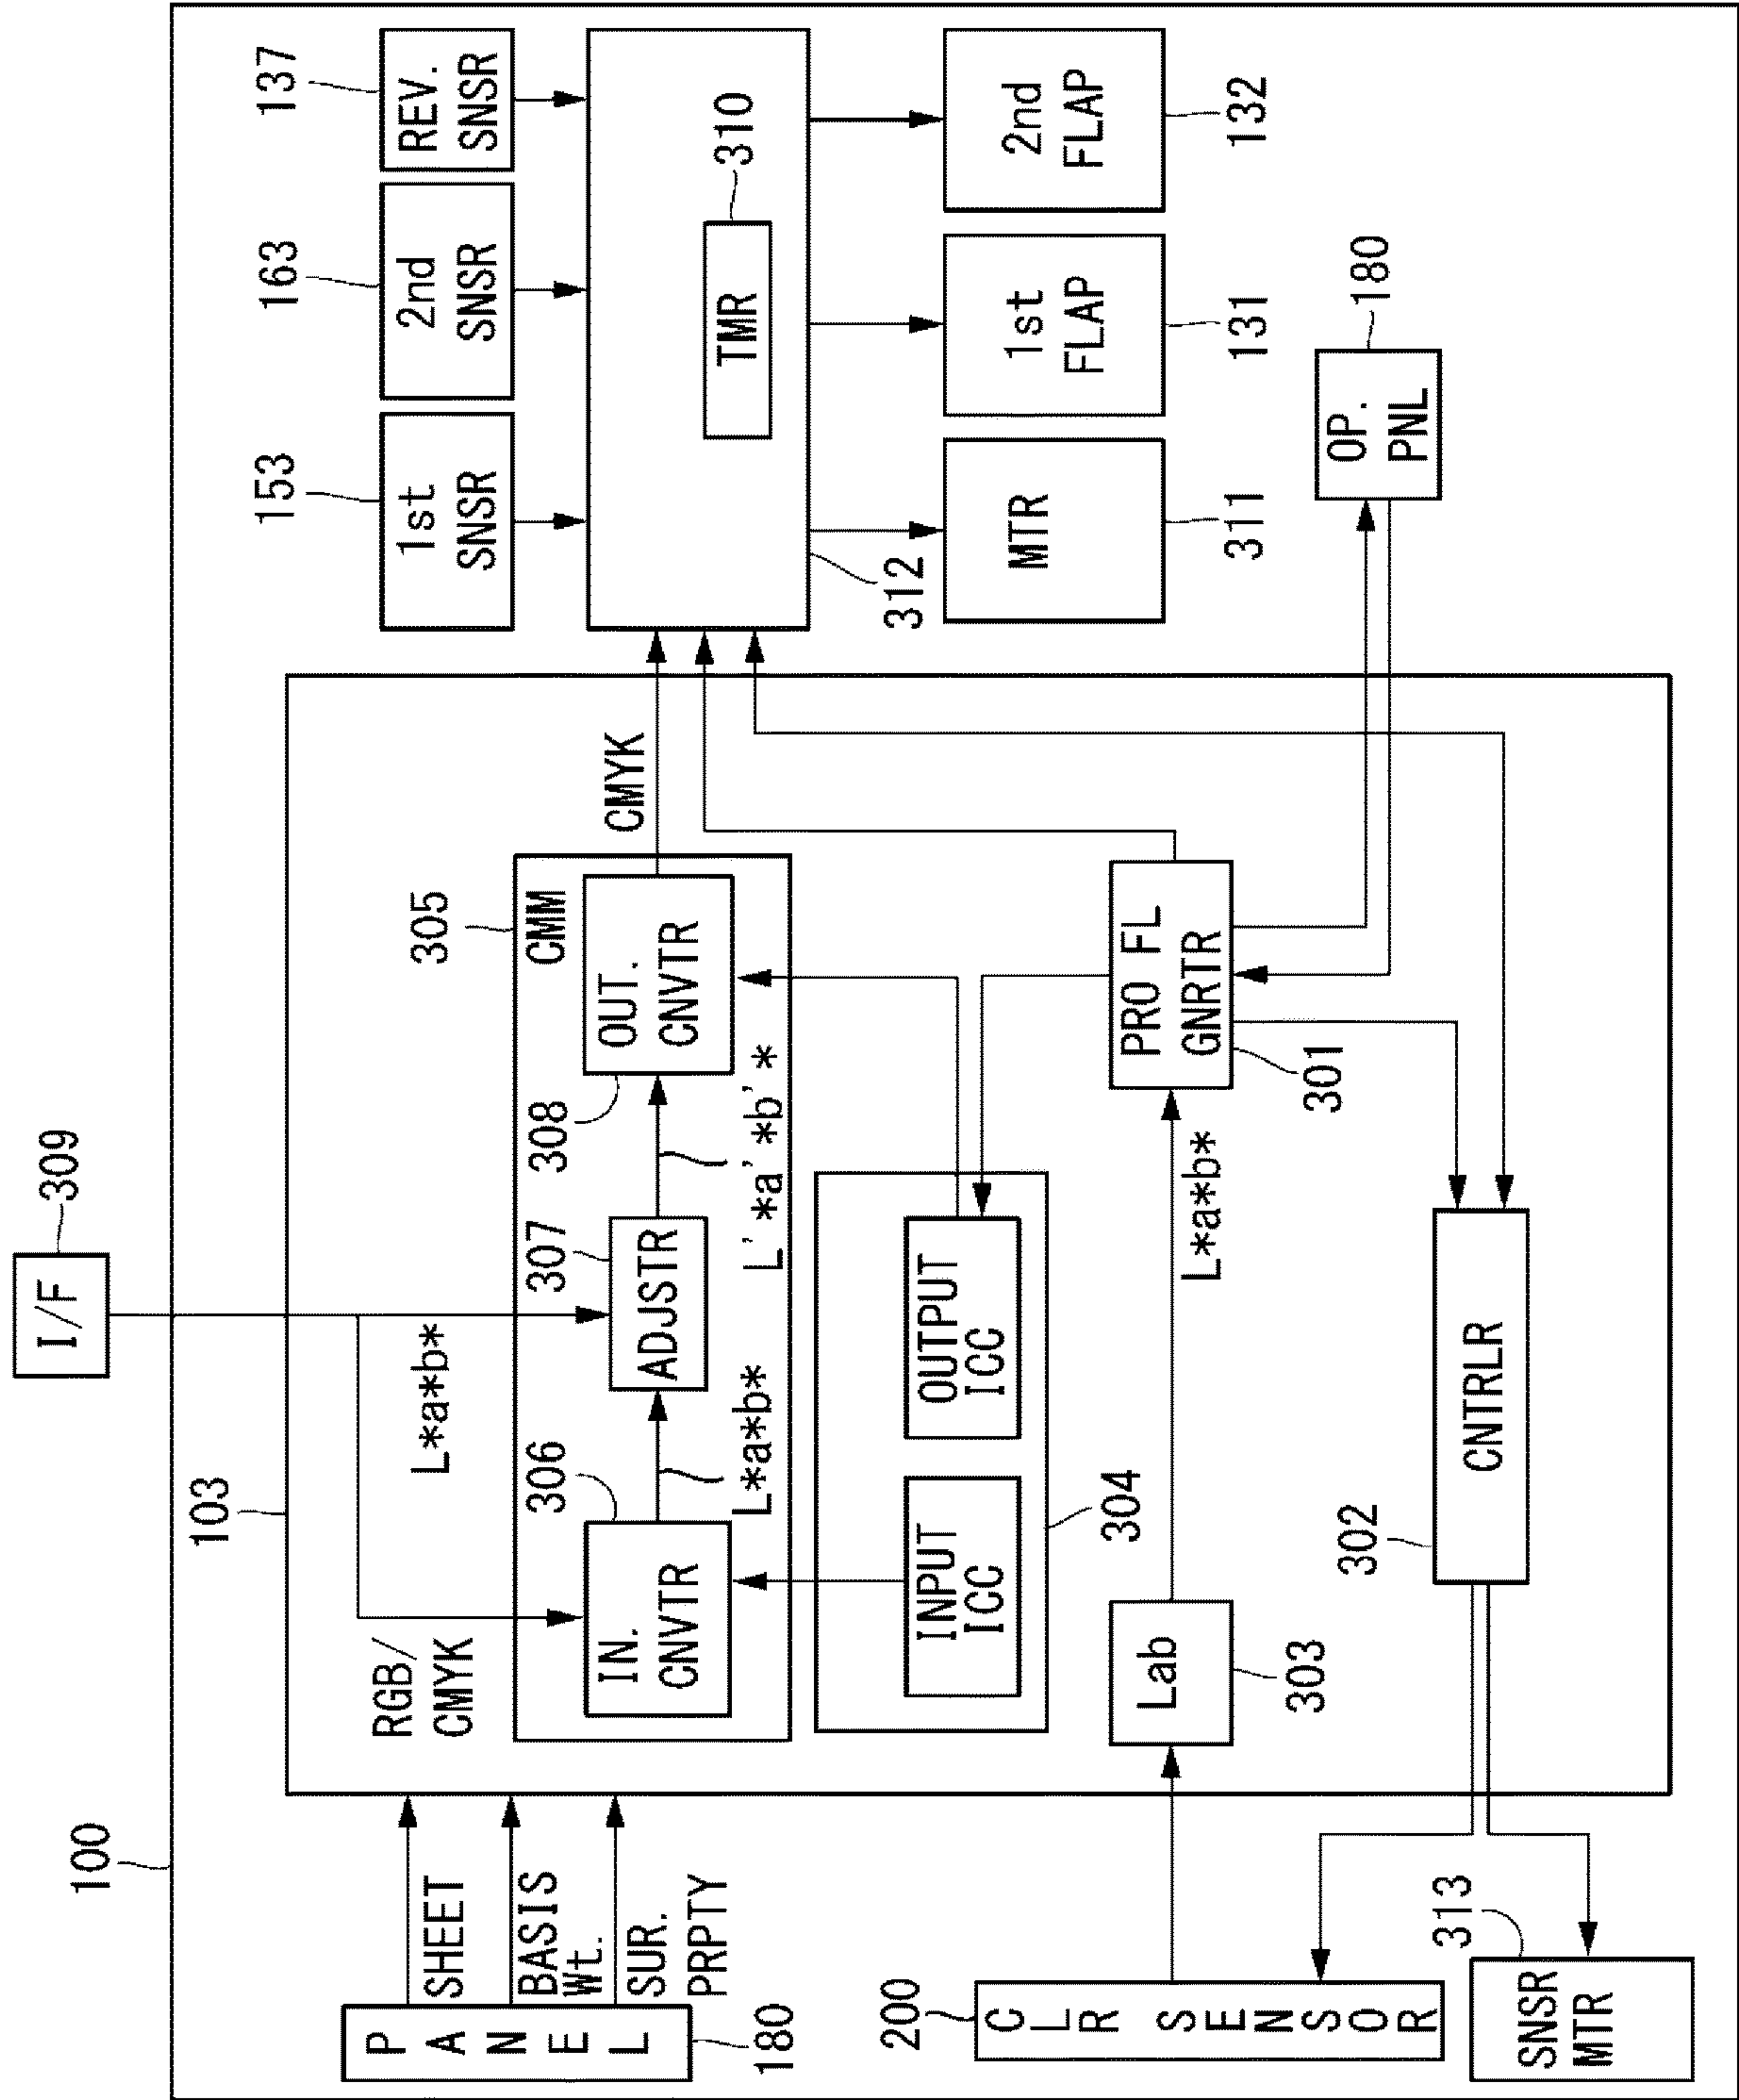 100
I/F
309
103
PANEL
180
SHEET
BASIS
Wt.
SUR.
PRPTY
RGB/
CMYK
L*a*b*
305
CMM
306
IN.
CNVTR
L*a*b*
307
ADJSTR
L'*a'*b'*
308
OUT.
CNVTR
CMYK
304
INPUT
ICC
OUTPUT
ICC
200
CLR SENSOR
303
Lab
L*a*b*
301
PRO FL
GNRTR
302
CNTRLR
313
SNSR
MTR
153
1st
SNSR
163
2nd
SNSR
137
REV.
SNSR
310
TMR
312
MTR
311
1st
FLAP
131
2nd
FLAP
132
OP.
PNL
180